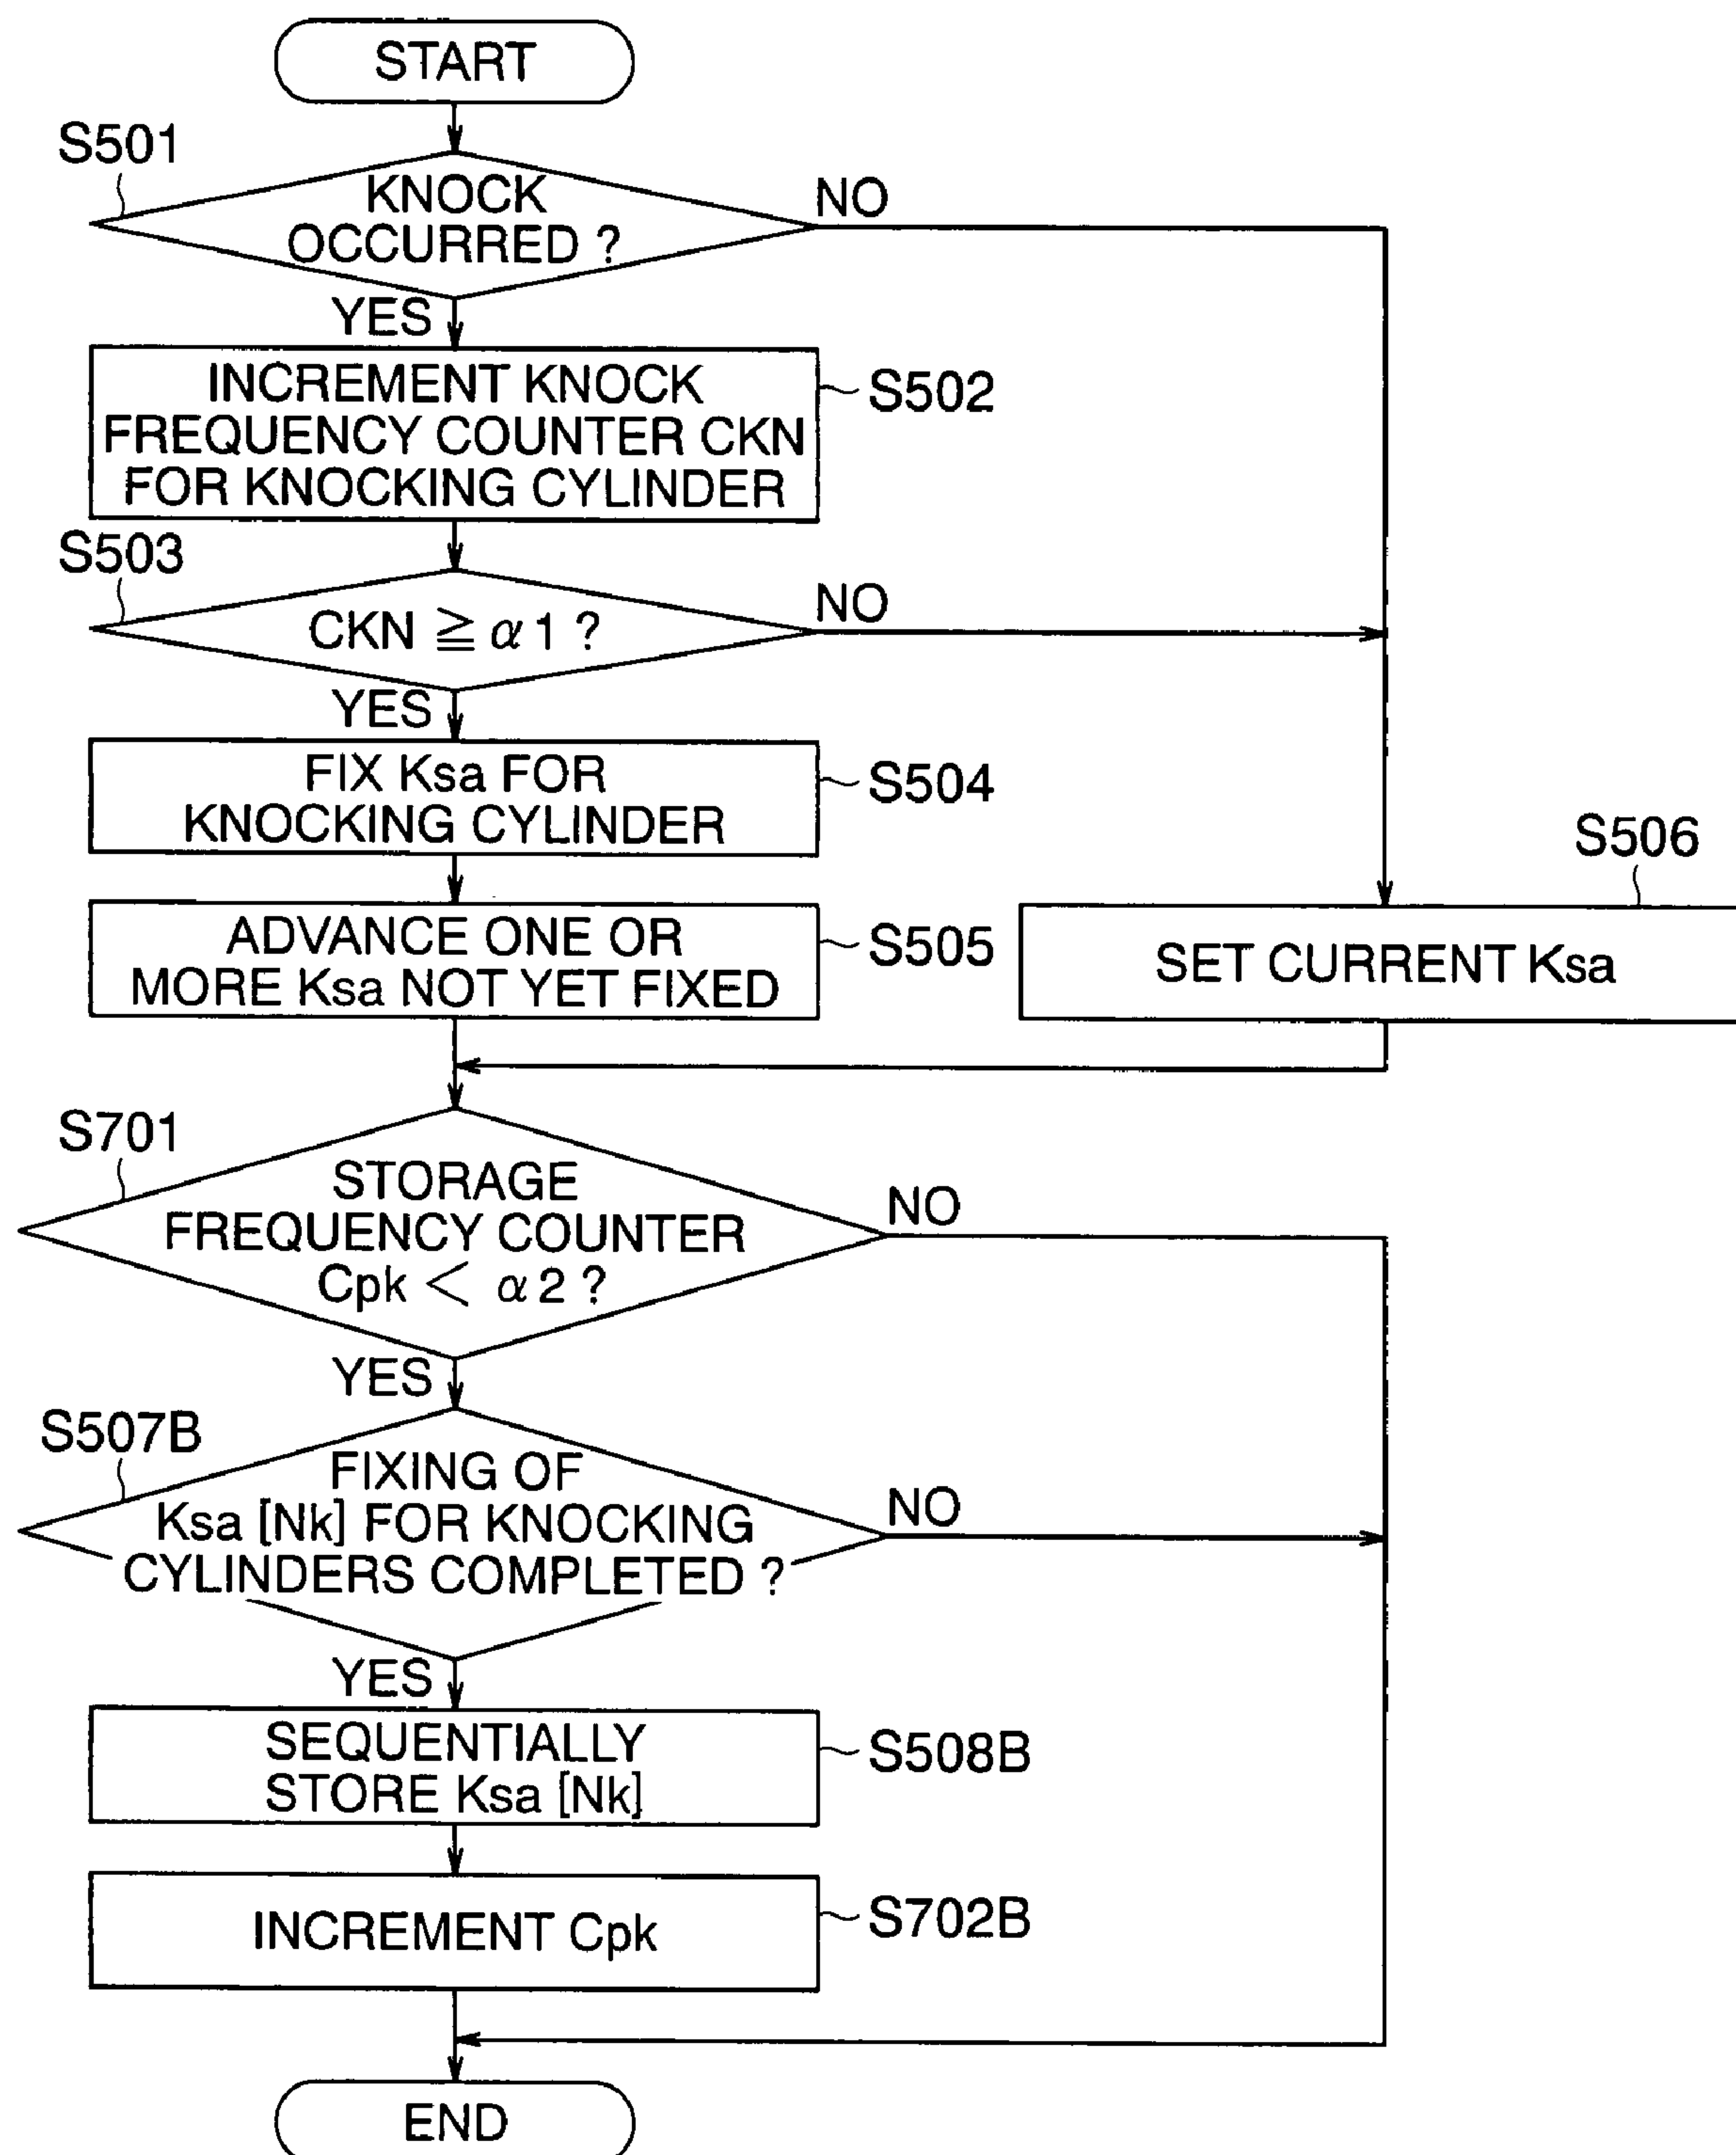 START
S501
KNOCK
OCCURRED ?
NO
YES
INCREMENT KNOCK
FREQUENCY COUNTER CKN
FOR KNOCKING CYLINDER
S502
S503
CKN ≧ α1 ?
NO
YES
FIX Ksa FOR
KNOCKING CYLINDER
S504
ADVANCE ONE OR
MORE Ksa NOT YET FIXED
S505
S506
SET CURRENT Ksa
S701
STORAGE
FREQUENCY COUNTER
Cpk < α2 ?
NO
YES
S507B
FIXING OF
Ksa [Nk] FOR KNOCKING
CYLINDERS COMPLETED ?
NO
YES
SEQUENTIALLY
STORE Ksa [Nk]
S508B
INCREMENT Cpk
S702B
END